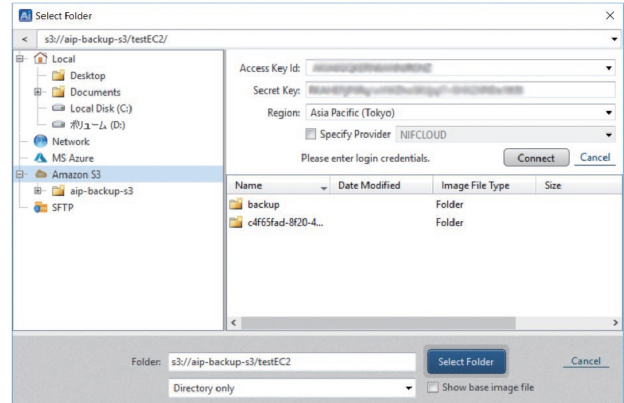 Ai Select Folder
< s3://aip-backup-s3/testEC2/
Local
Desktop
Documents
Local Disk (C:)
ボリューム (D:)
Network
MS Azure
Amazon S3
aip-backup-s3
SFTP
Access Key Id:
Secret Key:
Region: Asia Pacific (Tokyo)
Specify Provider NIFCLOUD
Please enter login credentials. Connect Cancel
Name Date Modified Image File Type Size
backup Folder
c4f65fad-8f20-4... Folder
Folder: s3://aip-backup-s3/testEC2 Select Folder Cancel
Directory only Show base image file